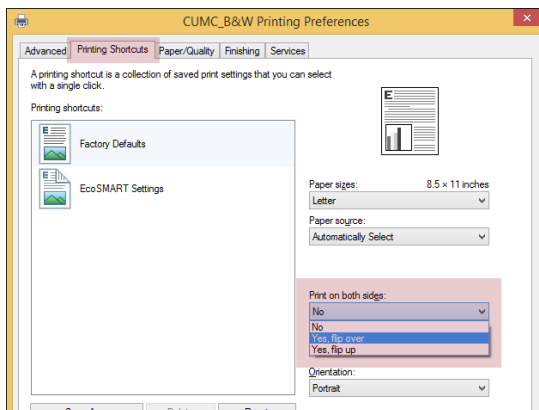 CUMC_B&W Printing Preferences
Advanced Printing Shortcuts Paper/Quality Finishing Services
A printing shortcut is a collection of saved print settings that you can select
with a single click.
Printing shortcuts:
Factory Defaults
EcoSMART Settings
E
Paper sizes: 8.5 × 11 inches
Letter
Paper source:
Automatically Select
Print on both sides:
No
No
Yes, flip over
Yes, flip up
Orientation:
Portrait